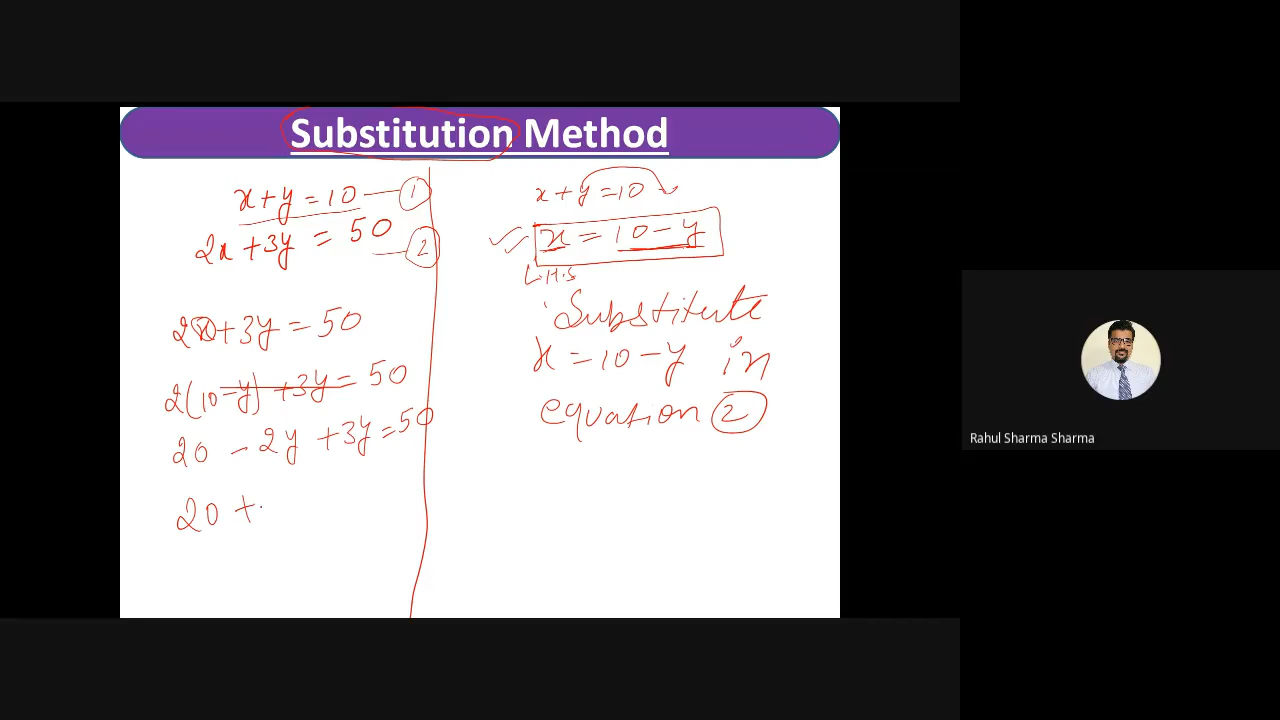 Substitution Method
x+y=10 — 1
2x+3y = 50
— 2
2x+3y=50
2(10-y)+3y=50
20 - 2y +3y=50
20 +
x+y=10
x = 10-y
L.H.S
Substitute
x = 10-y in
equation 2
Rahul Sharma Sharma